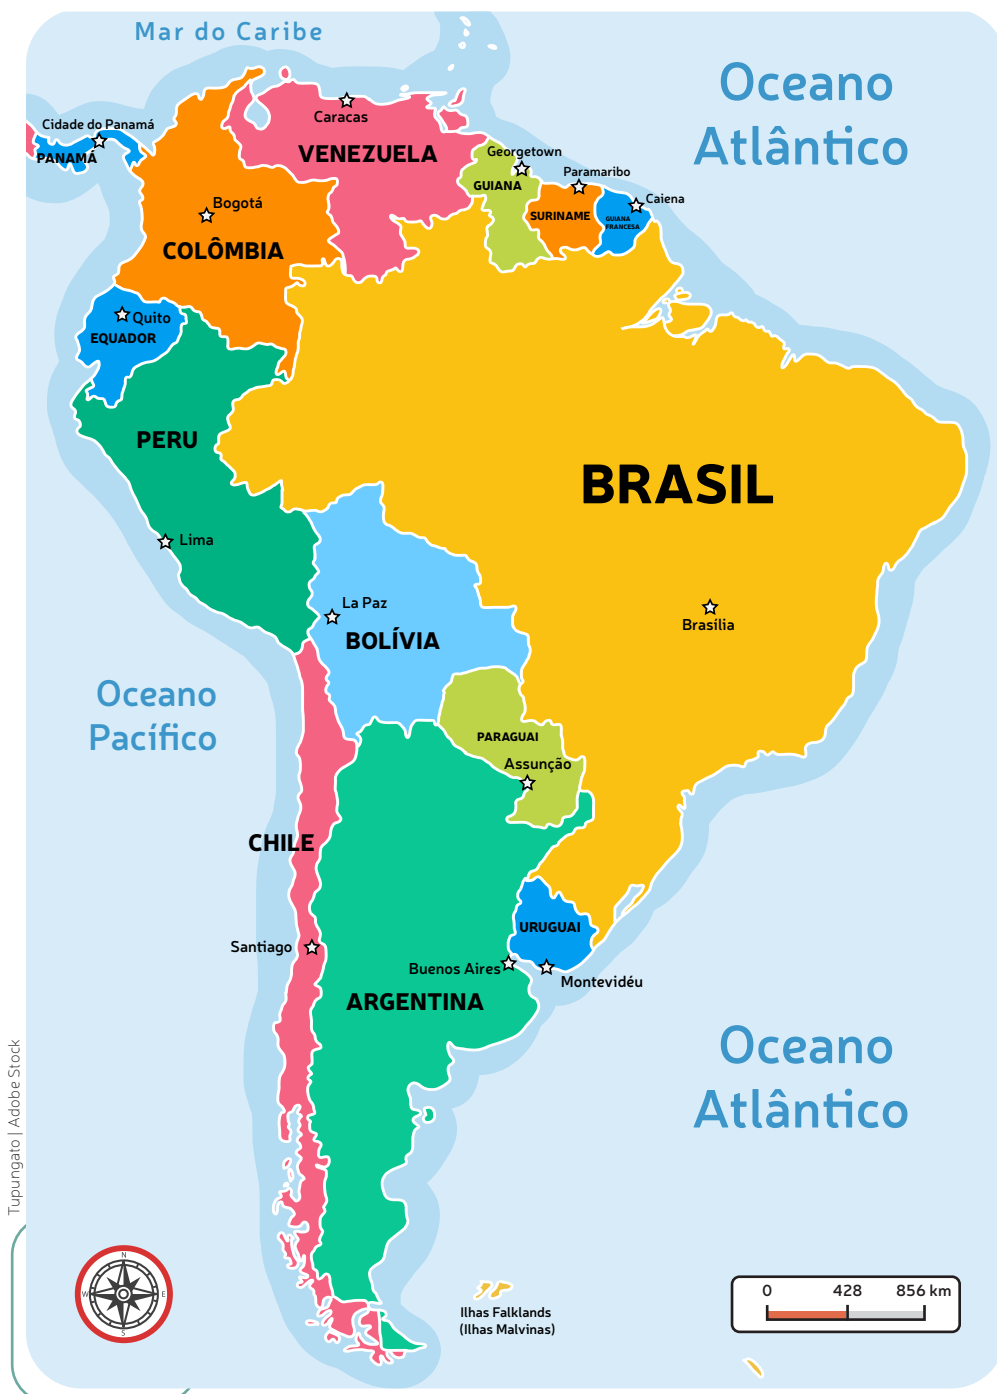 Mar do Caribe
Oceano
Atlântico
Caracas
Cidade do Panamá
PANAMÁ
VENEZUELA
Georgetown
GUIANA
Paramaribo
SURINAME
Caiena
GUIANA
FRANCESA
Bogotá
COLÔMBIA
Quito
EQUADOR
PERU
BRASIL
Lima
La Paz
BOLÍVIA
Brasilia
Oceano
Pacífico
PARAGUAI
Assunção
CHILE
URUGUAI
Santiago
Buenos Aires
Montevidéu
ARGENTINA
Oceano
Atlântico
Tupungato | Adobe Stock
N
W
E
S
Ilhas Falklands
(Ilhas Malvinas)
0 428 856 km